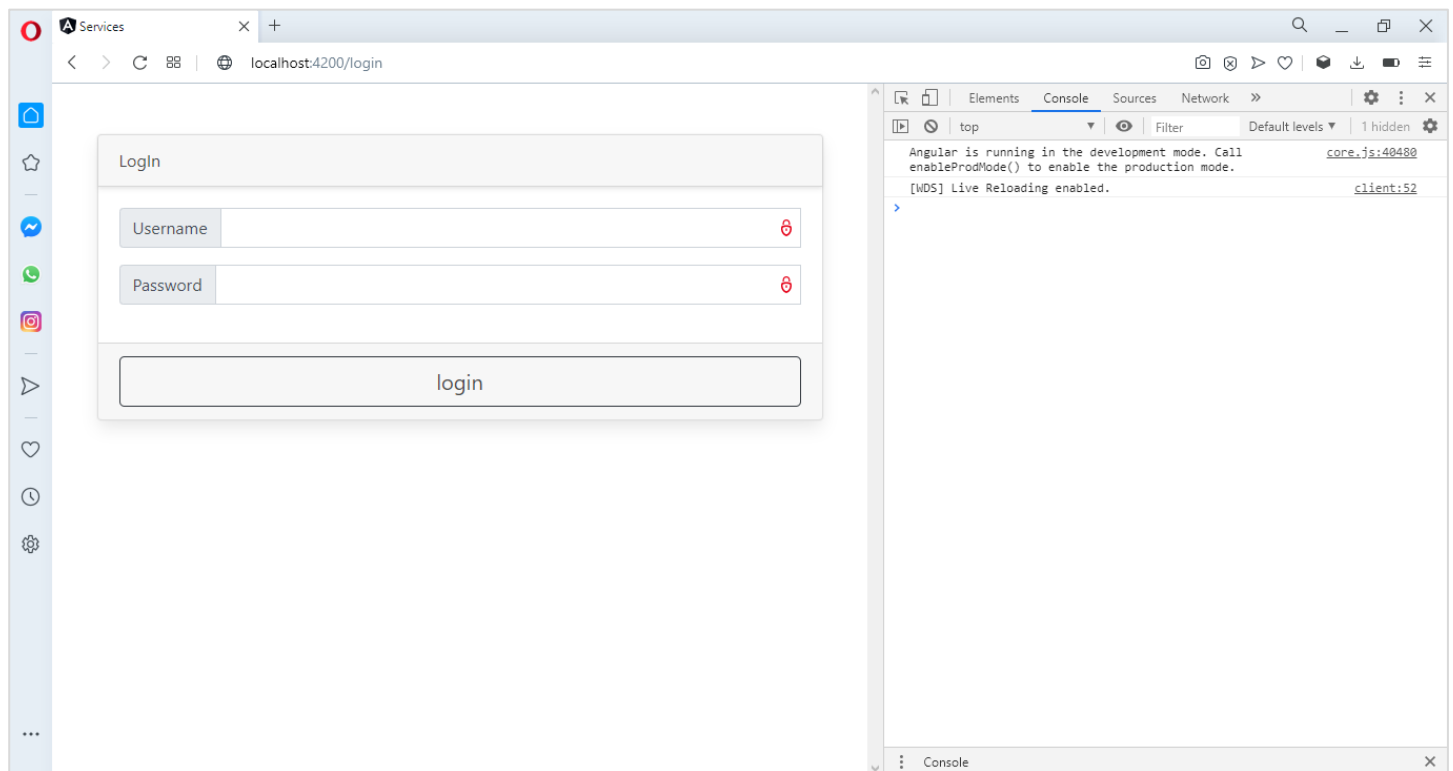 Services
localhost:4200/login
Elements Console Sources Network »
top Filter Default levels ▼ 1 hidden
Angular is running in the development mode. Call core.js:40480
enableProdMode() to enable the production mode.
[WDS] Live Reloading enabled. client:52
LogIn
Username
Password
login
Console